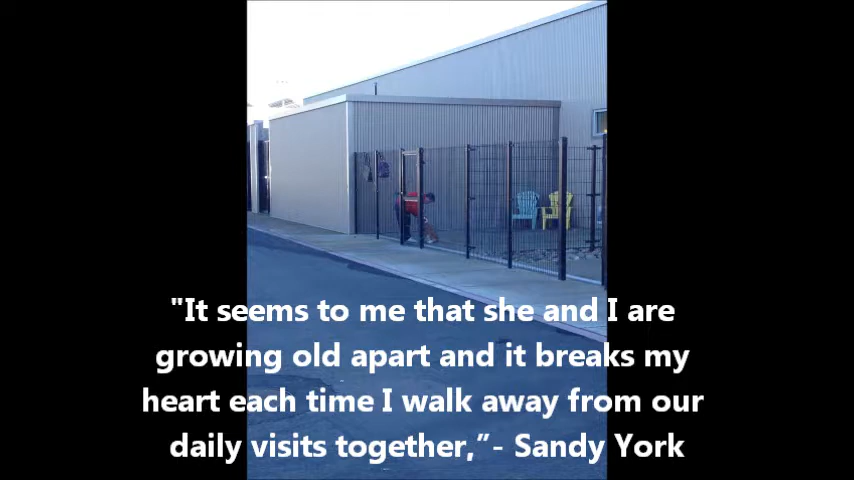 "It seems to me that she and I are
growing old apart and it breaks my
heart each time I walk away from our
daily visits together,”- Sandy York